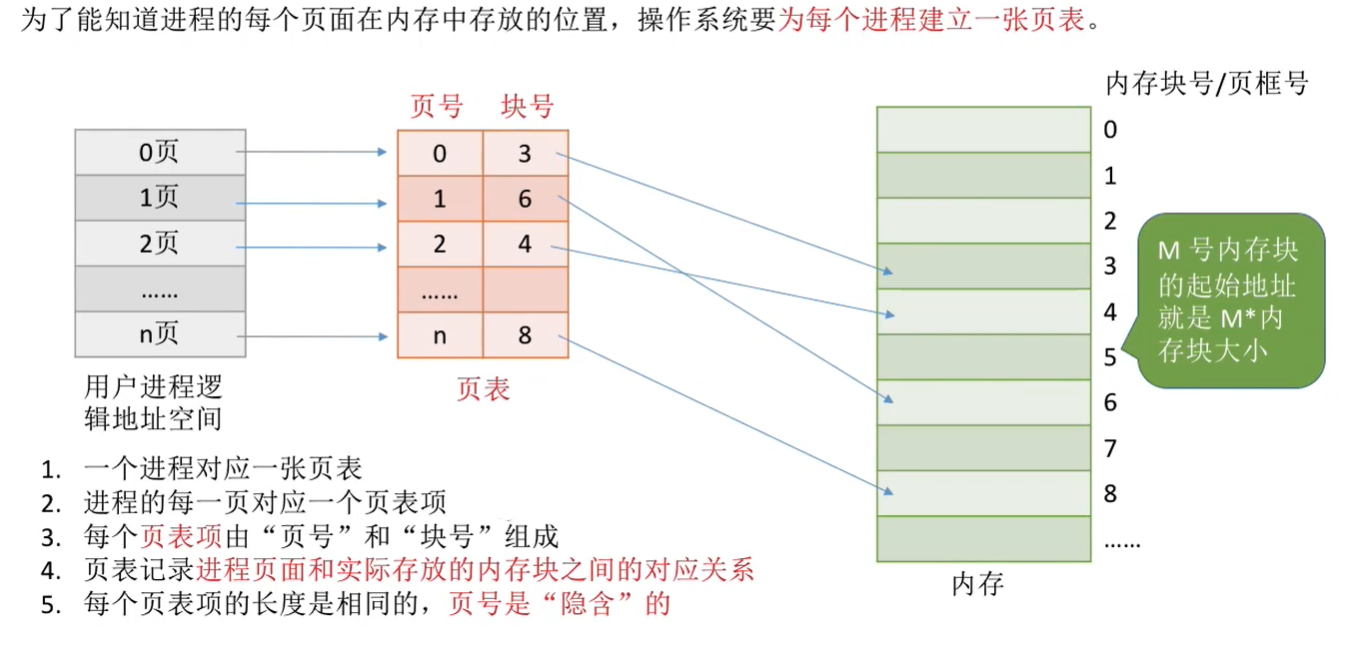 为了能知道进程的每个页面在内存中存放的位置，操作系统要为每个进程建立一张页表。
内存块号/页框号
页号 块号
0页
1页
2页
……
n页
0 3
1 6
2 4
……
n 8
0
1
2
3
4
5
6
7
8
……
M 号内存块
的起始地址
就是 M*内
存块大小
用户进程逻
辑地址空间
页表
内存
1. 一个进程对应一张页表
2. 进程的每一页对应一个页表项
3. 每个页表项由“页号”和“块号”组成
4. 页表记录进程页面和实际存放的内存块之间的对应关系
5. 每个页表项的长度是相同的，页号是“隐含”的